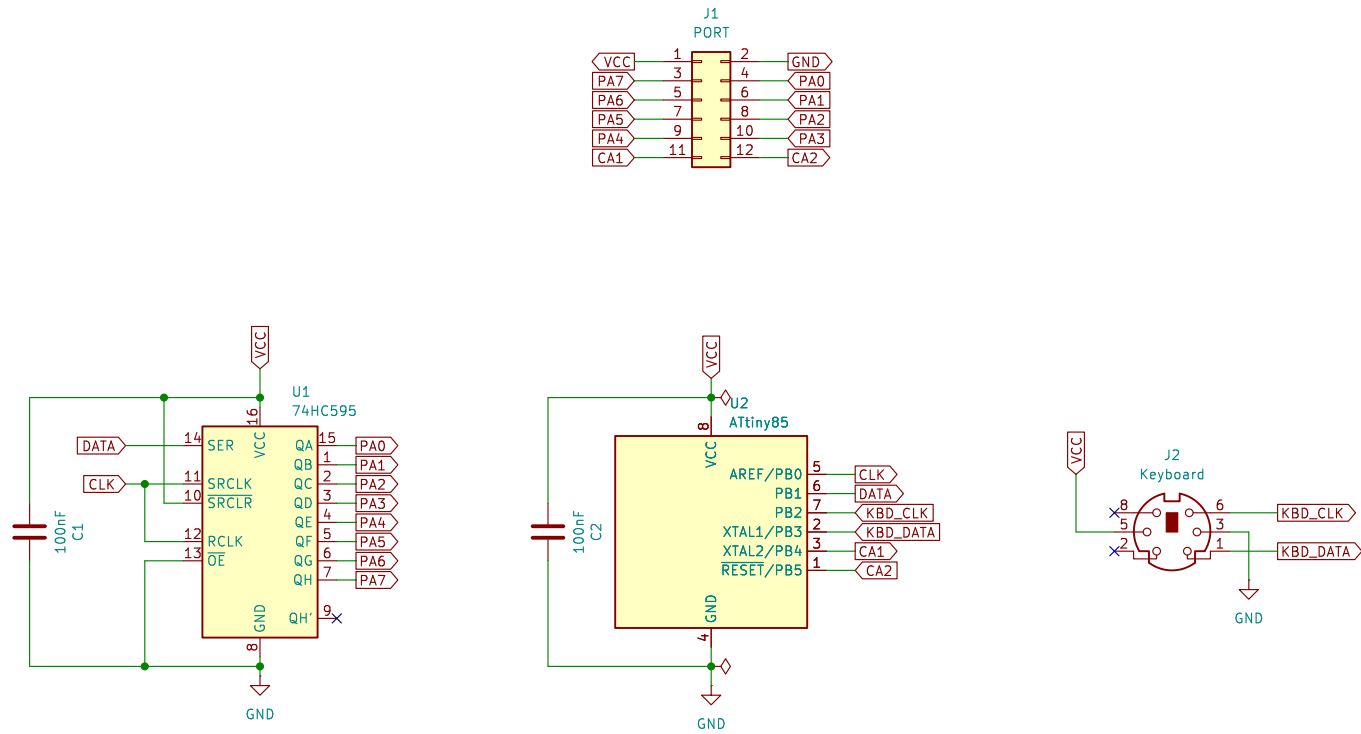 J1
PORT
VCC 1 2 GND
PA7 3 4 PA0
PA6 5 6 PA1
PA5 7 8 PA2
PA4 9 10 PA3
CA1 11 12 CA2
VCC
U1
74HC595
16
VCC
DATA 14 SER QA 15 PA0
QB 1 PA1
CLK 11 SRCLK QC 2 PA2
10 SRCLR QD 3 PA3
QE 4 PA4
12 RCLK QF 5 PA5
13 OE QG 6 PA6
QH 7 PA7
QH' 9
GND
8
GND
100nF
C1
VCC
U2
ATtiny85
8
VCC
AREF/PB0 5 CLK
PB1 6 DATA
PB2 7 KBD_CLK
XTAL1/PB3 2 KBD_DATA
XTAL2/PB4 3 CA1
RESET/PB5 1 CA2
GND
4
GND
100nF
C2
VCC
J2
Keyboard
8 6 KBD_CLK
5 3
2 1 KBD_DATA
GND